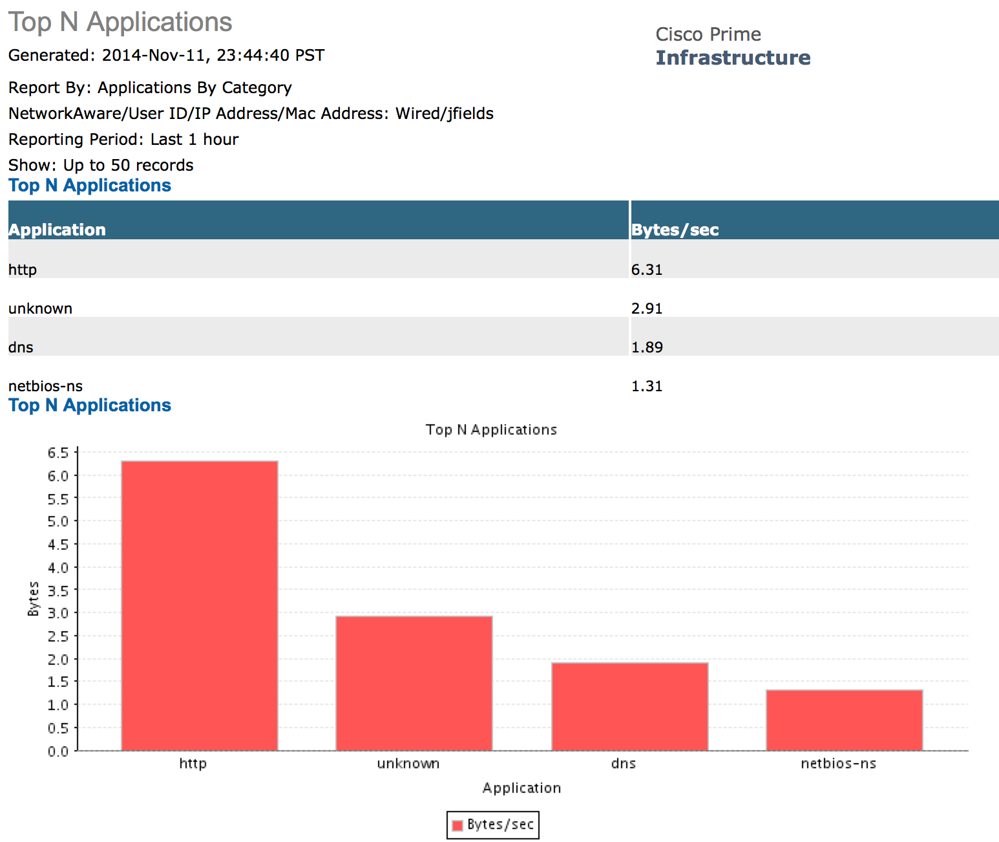 Top N Applications
Cisco Prime
Infrastructure
Generated: 2014-Nov-11, 23:44:40 PST
Report By: Applications By Category
NetworkAware/User ID/IP Address/Mac Address: Wired/jfields
Reporting Period: Last 1 hour
Show: Up to 50 records
Top N Applications
Application Bytes/sec
http 6.31
unknown 2.91
dns 1.89
netbios-ns 1.31
Top N Applications
Top N Applications
6.5
6.0
5.5
5.0
4.5
4.0
3.5
3.0
2.5
2.0
1.5
1.0
0.5
0.0
Bytes
http unknown dns netbios-ns
Application
Bytes/sec